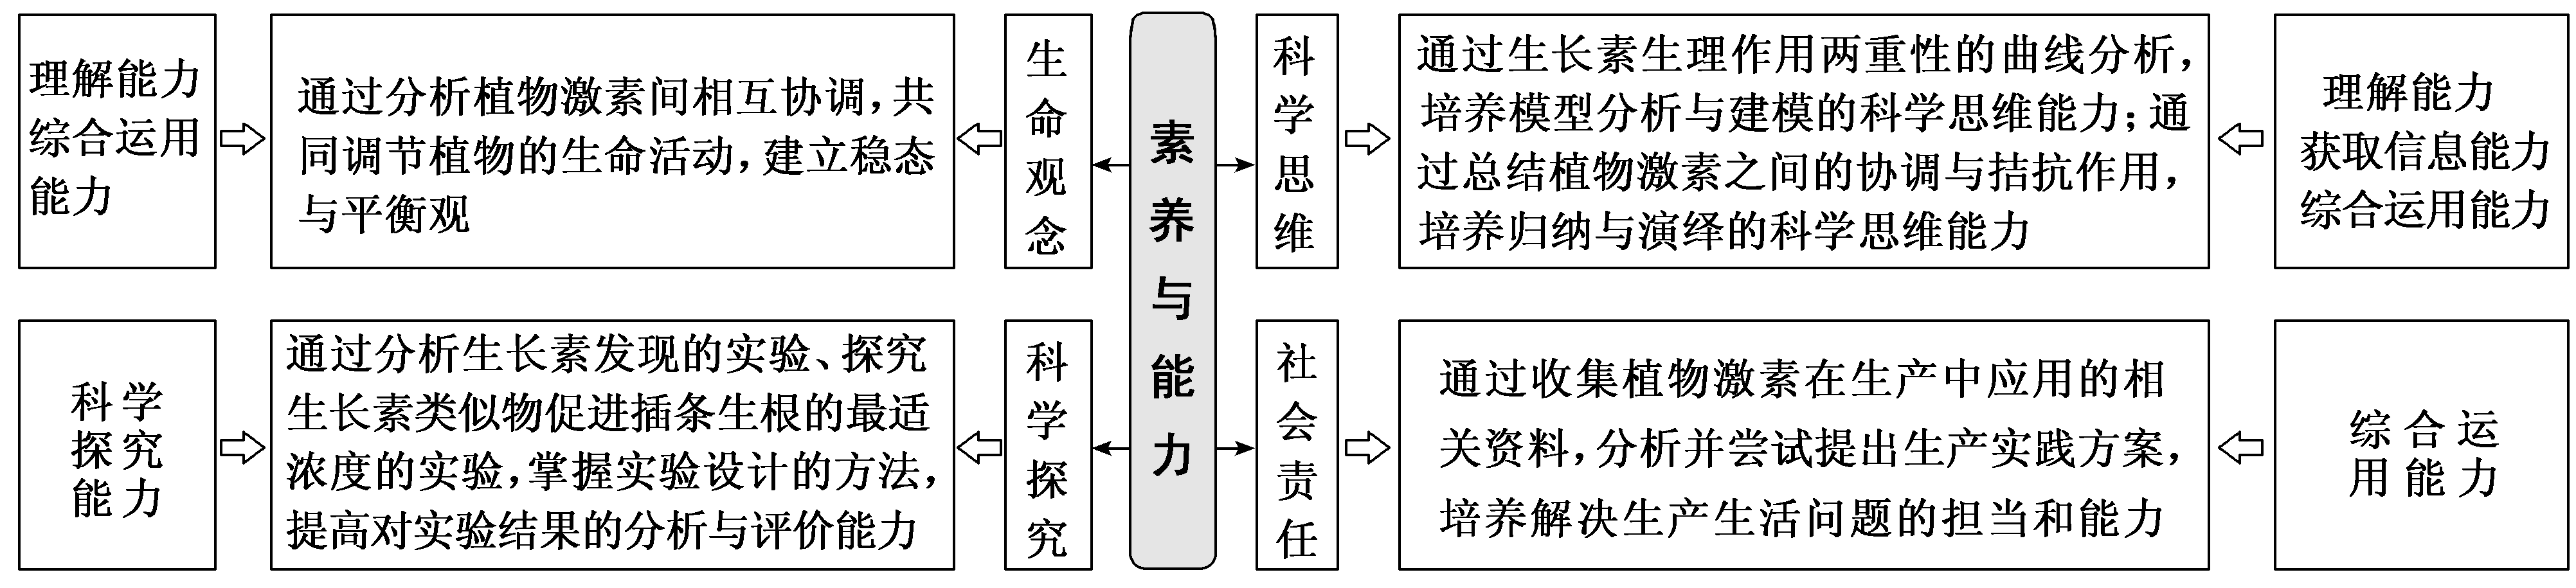 理解能力
综合运用
能力
通过分析植物激素间相互协调，共
同调节植物的生命活动，建立稳态
与平衡观
生命观念
素养与能力
科学思维
通过生长素生理作用两重性的曲线分析，
培养模型分析与建模的科学思维能力；通
过总结植物激素之间的协调与拮抗作用，
培养归纳与演绎的科学思维能力
理解能力
获取信息能力
综合运用能力
科学
探究
能力
通过分析生长素发现的实验、探究
生长素类似物促进插条生根的最适
浓度的实验，掌握实验设计的方法，
提高对实验结果的分析与评价能力
科学探究
社会责任
通过收集植物激素在生产中应用的相
关资料，分析并尝试提出生产实践方案，
培养解决生产生活问题的担当和能力
综合运
用能力